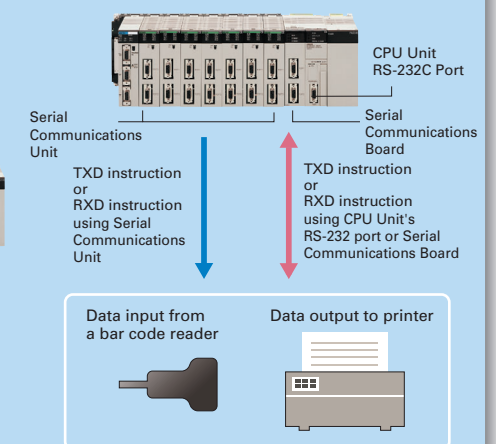 CPU Unit
RS-232C Port
Serial
Communications
Unit
Serial
Communications
Board
TXD instruction
or
RXD instruction
using Serial
Communications
Unit
TXD instruction
or
RXD instruction
using CPU Unit's
RS-232 port or Serial
Communications Board
Data input from
a bar code reader
Data output to printer